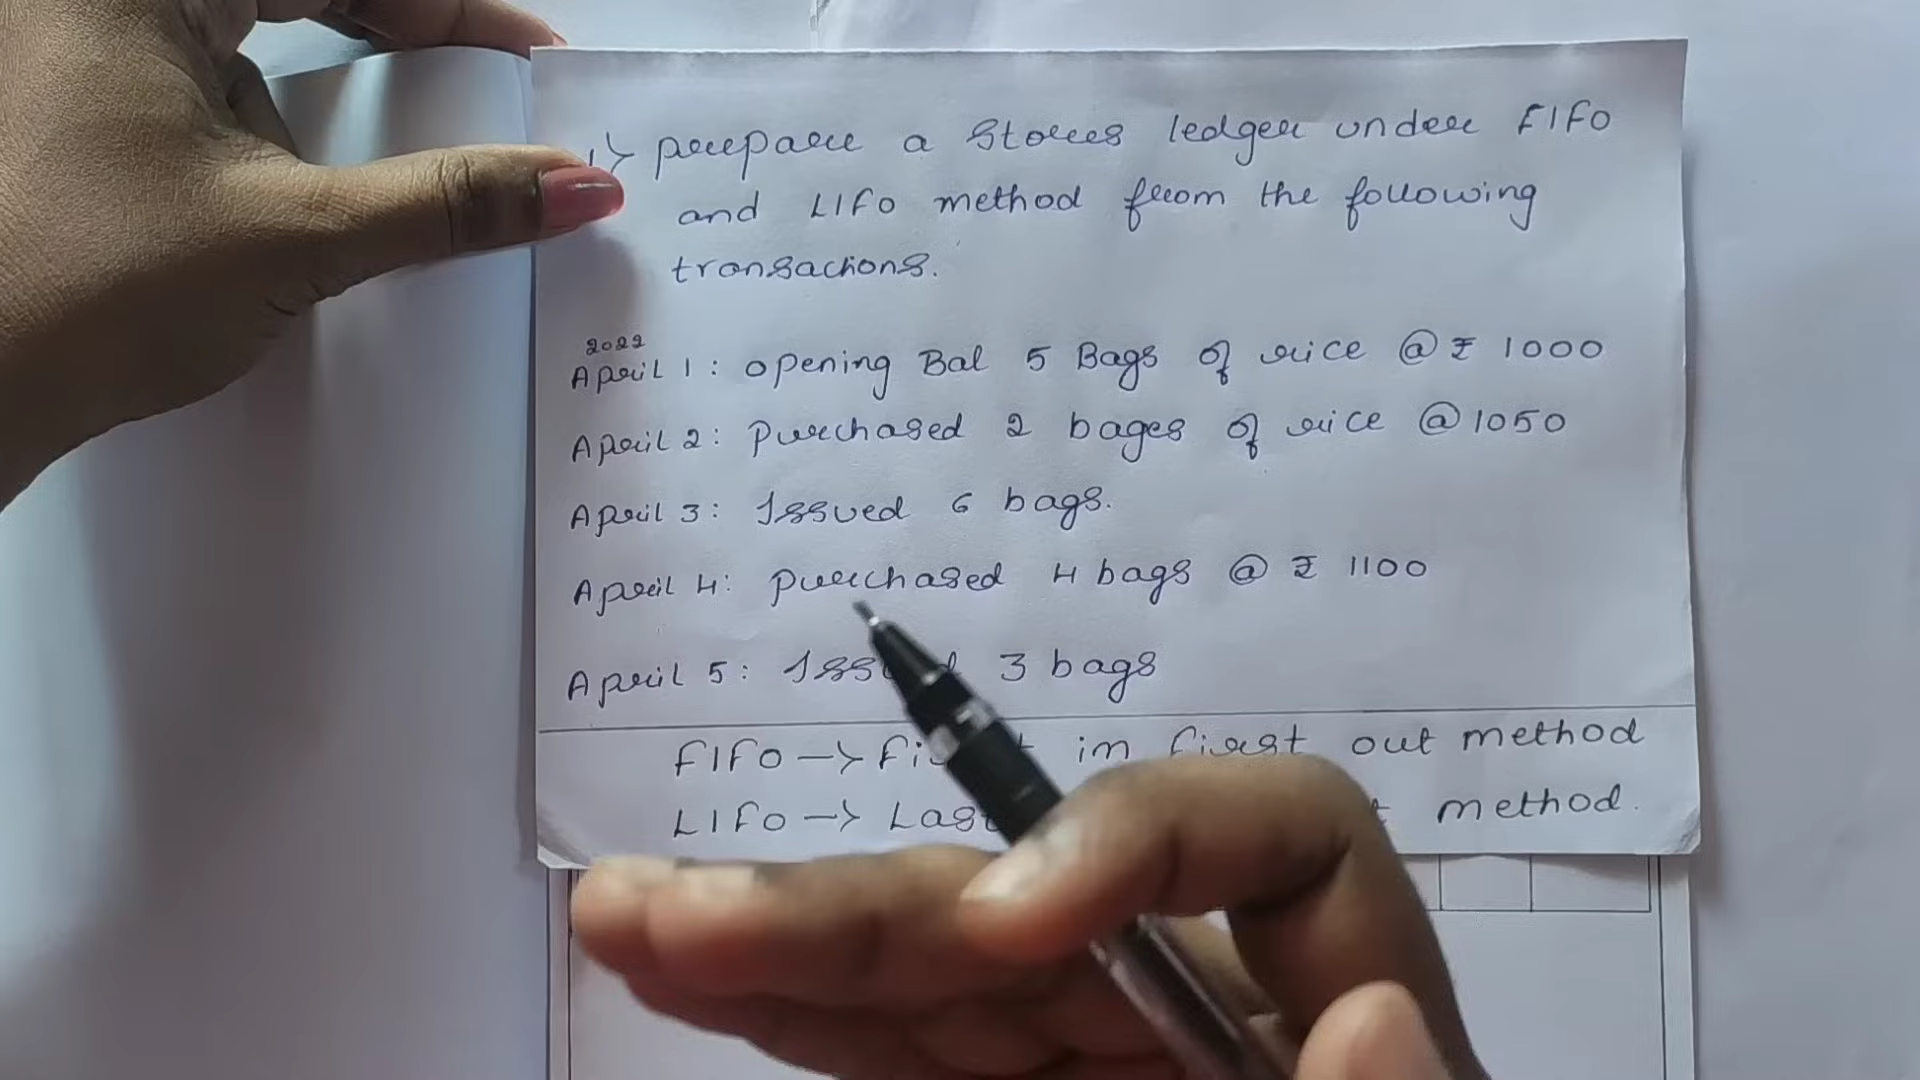 1> prepare a Stores ledger under FIFO
and LIFO method from the following
transactions.
2022
April 1: opening Bal 5 Bags of rice @ ₹ 1000
April 2: purchased 2 bages of rice @ 1050
April 3: Issued 6 bags.
April 4: purchased 4 bags @ ₹ 1100
April 5: 3 bags
FIFO -> in first out method
LIFO -> method.